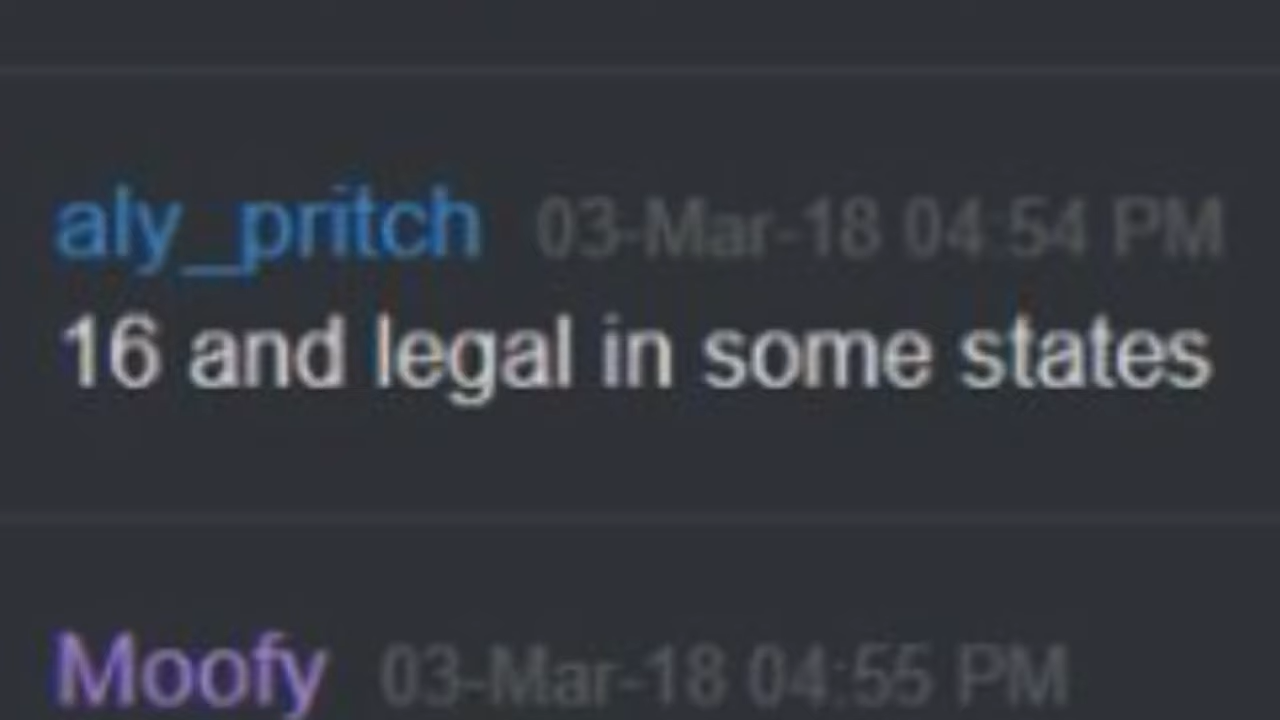 aly_pritch 03-Mar-18 04:54 PM
16 and legal in some states
Moofy 03-Mar-18 04:55 PM